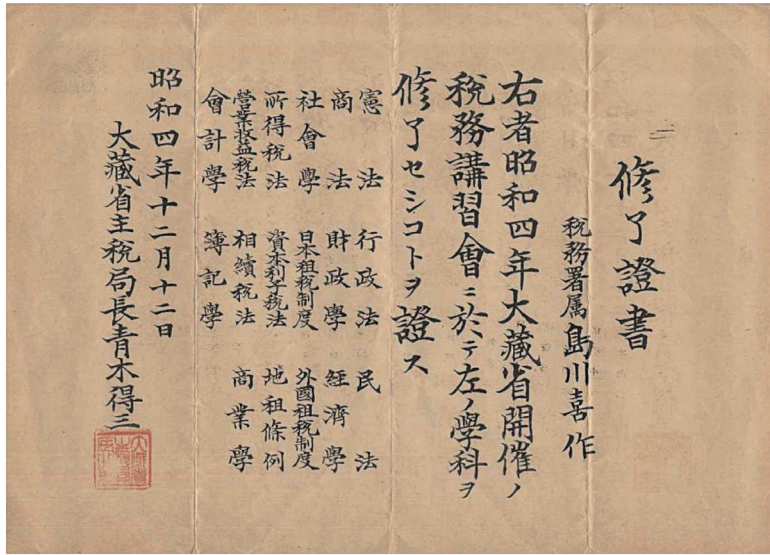 修了證書
税務署属 島川喜作
右者昭和四年大藏省開催ノ
税務講習會ニ於テ左ノ學科ヲ
修了セシコトヲ證ス
憲法 行政法 民法
商法 財政學 經濟學
社會學 日本租税制度 外國租税制度
所得税法 資本利子税法 地租條例
營業收益税法 相續税法 商業學
會計學 簿記學
昭和四年十二月十二日
大藏省主税局長青木得三